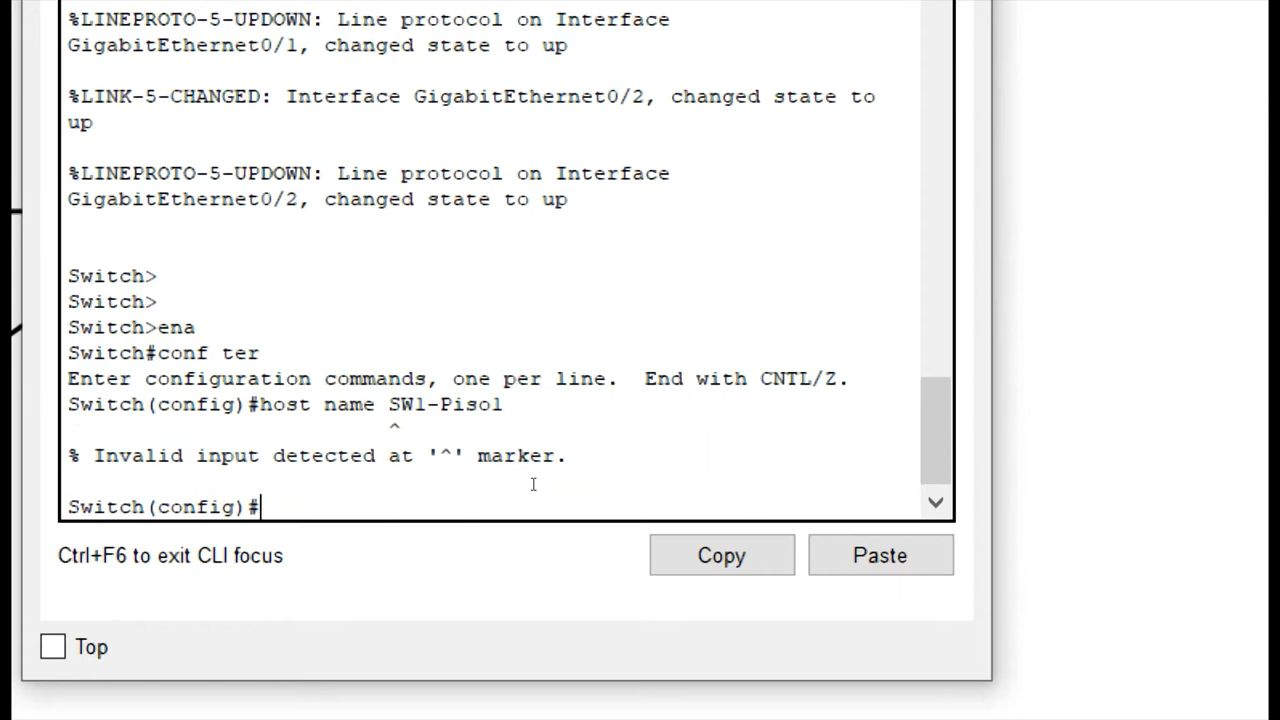 %LINEPROTO-5-UPDOWN: Line protocol on Interface
GigabitEthernet0/1, changed state to up
%LINK-5-CHANGED: Interface GigabitEthernet0/2, changed state to
up
%LINEPROTO-5-UPDOWN: Line protocol on Interface
GigabitEthernet0/2, changed state to up
Switch>
Switch>
Switch>ena
Switch#conf ter
Enter configuration commands, one per line.  End with CNTL/Z.
Switch(config)#host name SW1-Piso1
^
% Invalid input detected at '^' marker.
Switch(config)#
Ctrl+F6 to exit CLI focus
Copy
Paste
Top